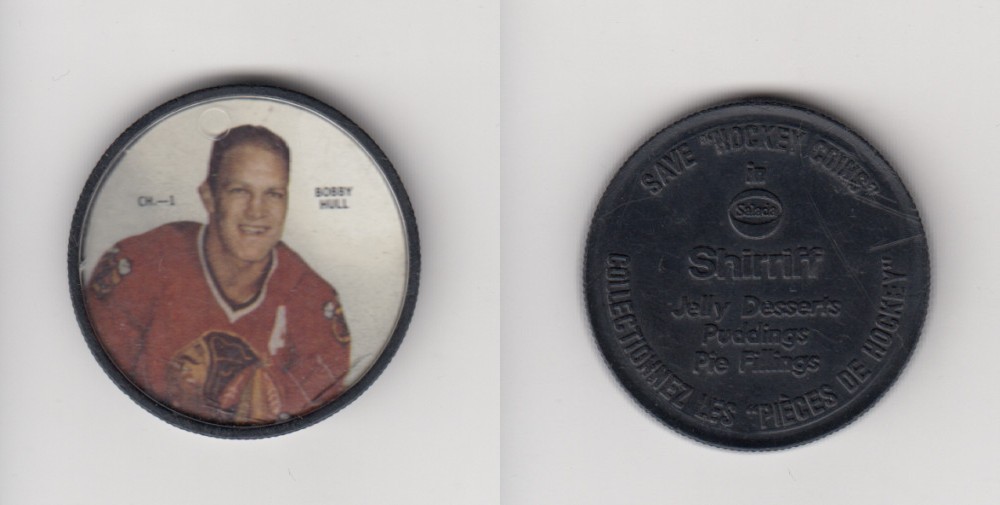 CH.—1
BOBBY
HULL
A
SAVE "HOCKEY COINS"
in
Salada
Shirriff
Jelly Desserts
Puddings
Pie Fillings
COLLECTIONNEZ LES "PIÈCES DE HOCKEY"